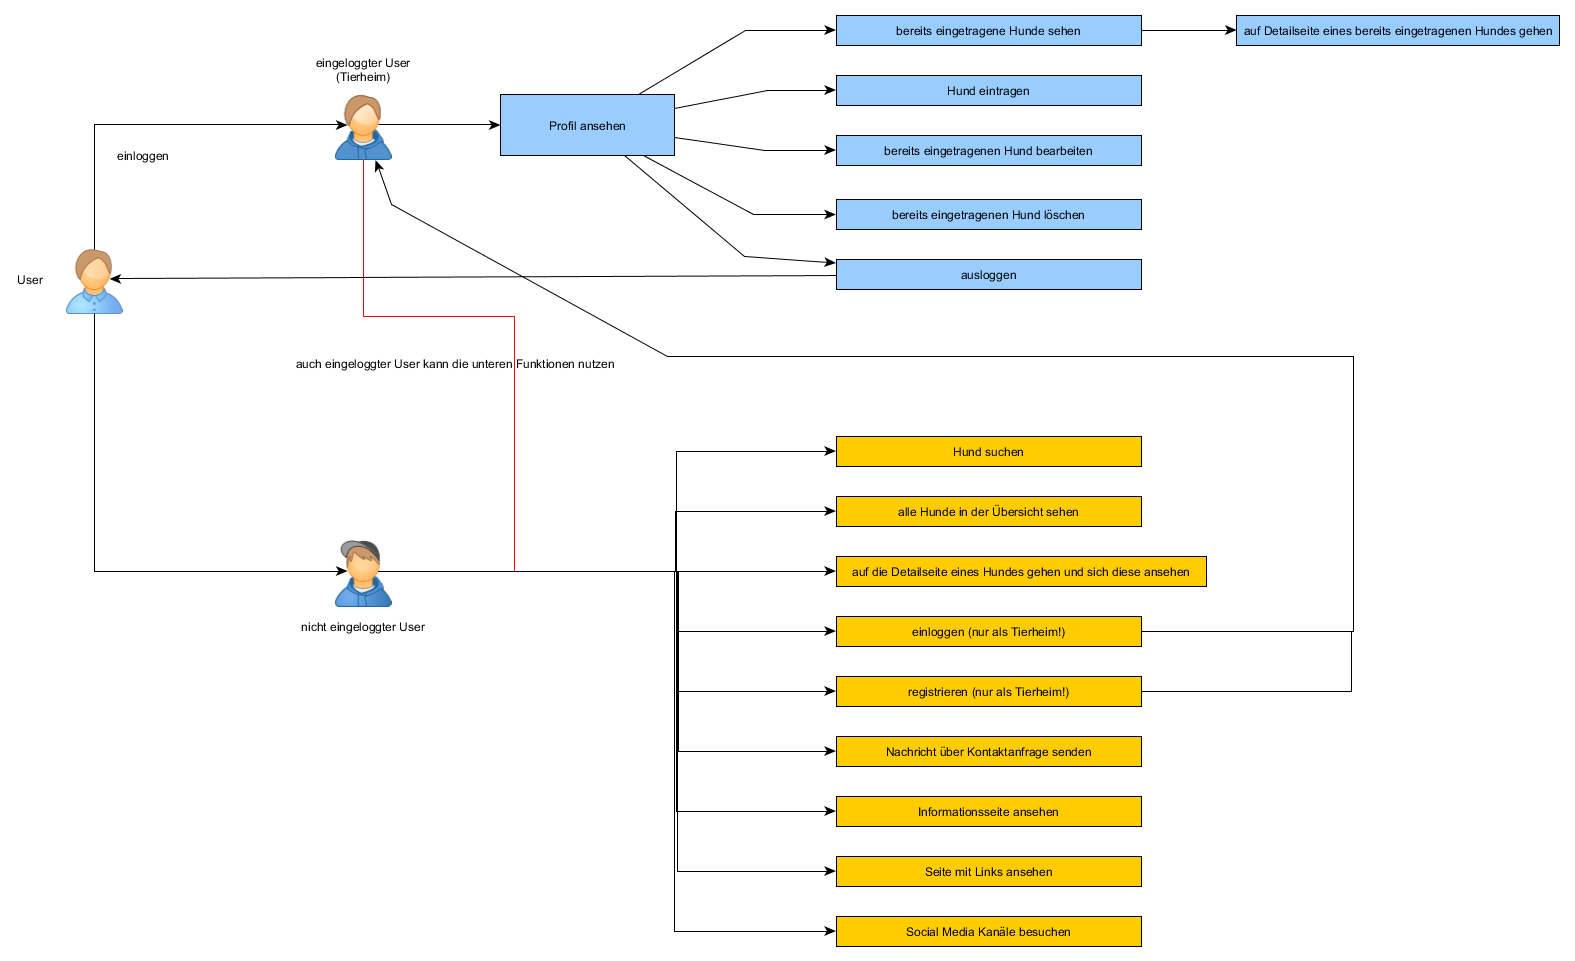 bereits eingetragene Hunde sehen
auf Detailseite eines bereits eingetragenen Hundes gehen
eingeloggter User
(Tierheim)
Hund eintragen
Profil ansehen
einloggen
bereits eingetragenen Hund bearbeiten
bereits eingetragenen Hund löschen
User
ausloggen
auch eingeloggter User kann die unteren Funktionen nutzen
Hund suchen
alle Hunde in der Übersicht sehen
auf die Detailseite eines Hundes gehen und sich diese ansehen
nicht eingeloggter User
einloggen (nur als Tierheim!)
registrieren (nur als Tierheim!)
Nachricht über Kontaktanfrage senden
Informationsseite ansehen
Seite mit Links ansehen
Social Media Kanäle besuchen